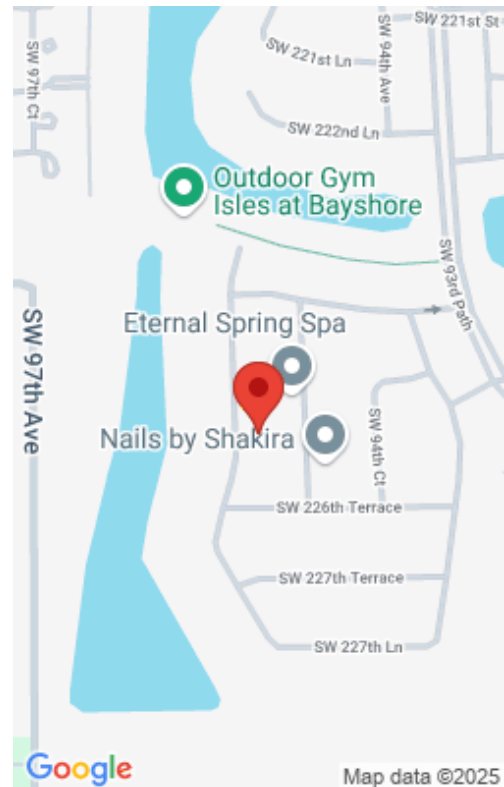 SW 97th Ct
SW 221st Ln
SW 94th Ave
SW 221st St
SW 222nd Ln
Outdoor Gym
Isles at Bayshore
SW 93rd Path
SW 97th Ave
Eternal Spring Spa
Nails by Shakira
SW 94th Ct
SW 226th Terrace
SW 227th Terrace
SW 227th Ln
Google
Map data ©2025